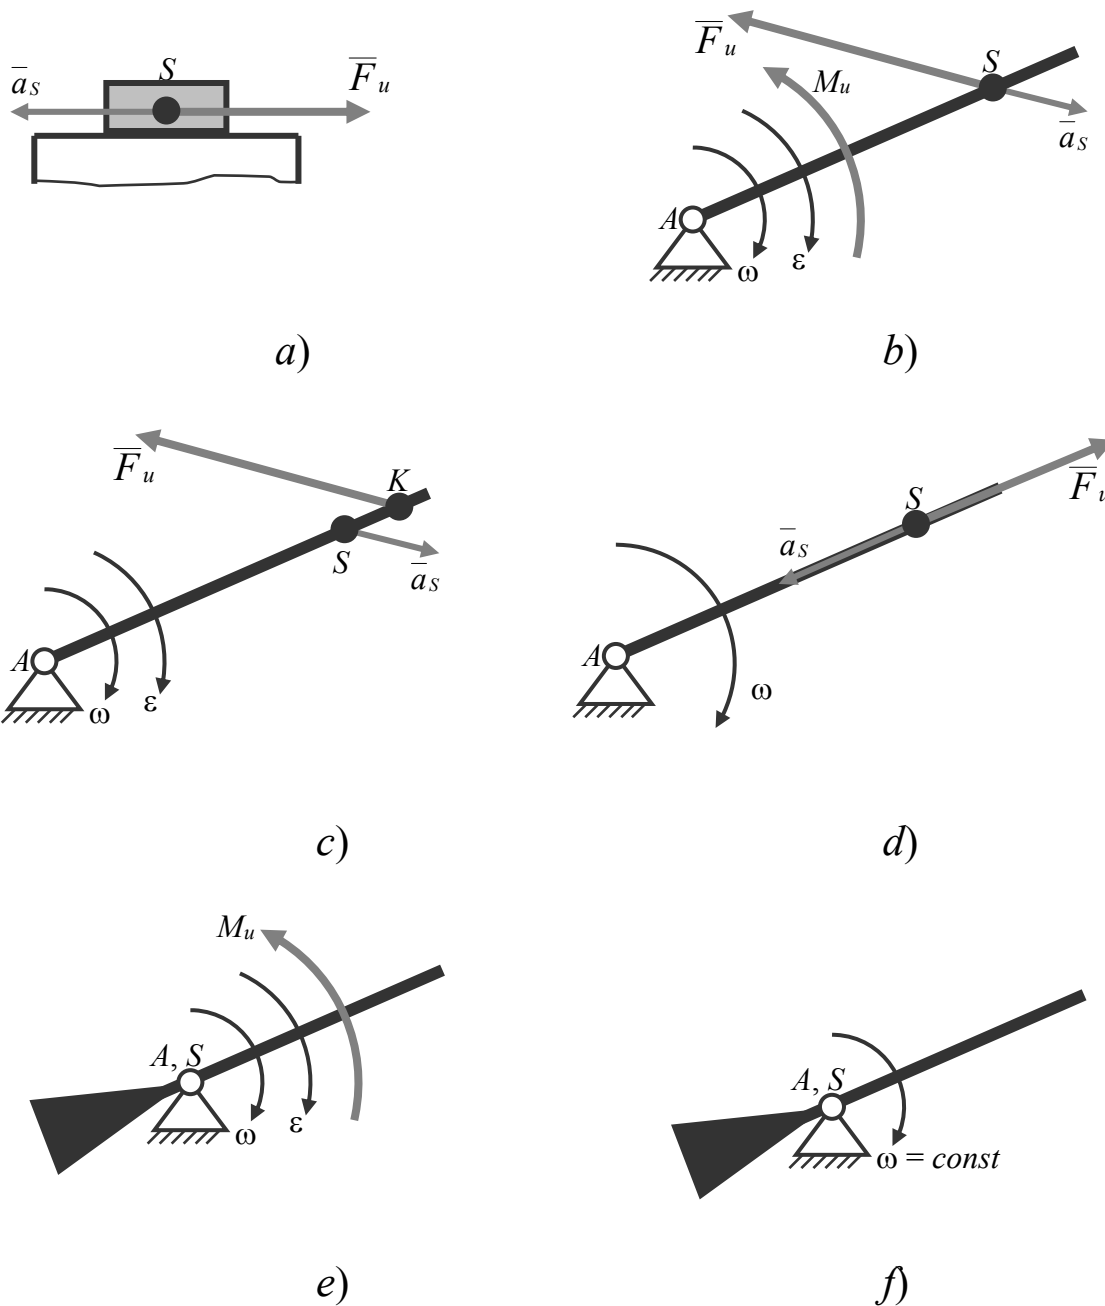 S
a̅S
F̅u
a)
F̅u
S
Mu
a̅S
A
ω
ε
b)
F̅u
K
S
a̅S
A
ω
ε
c)
S
F̅u
a̅S
A
ω
d)
Mu
A, S
ω
ε
e)
A, S
ω = const
f)